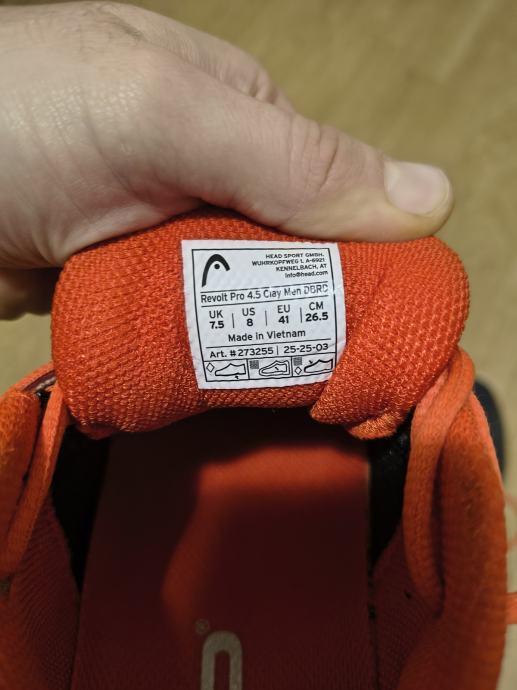 HEAD SPORT GMBH,
WUHRKOPFWEG 1, A-6921
KENNELBACH, AT
info@head.com
Revolt Pro 4.5 Clay Men DBRD
UK 7.5 | US 8 | EU 41 | CM 26.5
Made in Vietnam
Art. #273255 | 25-25-03